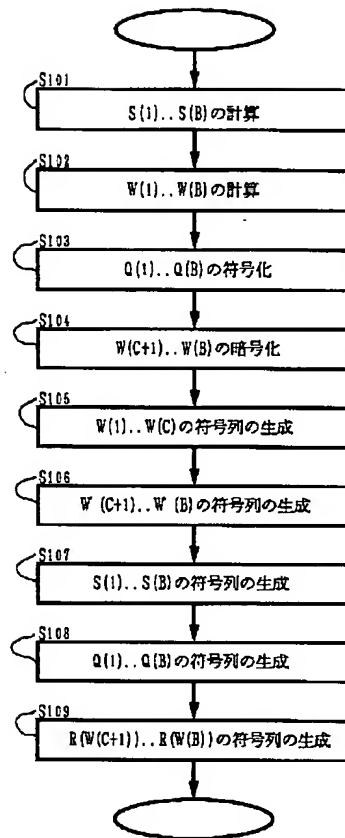 S101
S(1)..S(B)の計算
S102
W(1)..W(B)の計算
S103
Q(1)..Q(B)の符号化
S104
W(C+1)..W(B)の暗号化
S105
W(1)..W(C)の符号列の生成
S106
W'(C+1)..W'(B)の符号列の生成
S107
S(1)..S(B)の符号列の生成
S108
Q(1)..Q(B)の符号列の生成
S109
R(W(C+1))..R(W(B))の符号列の生成